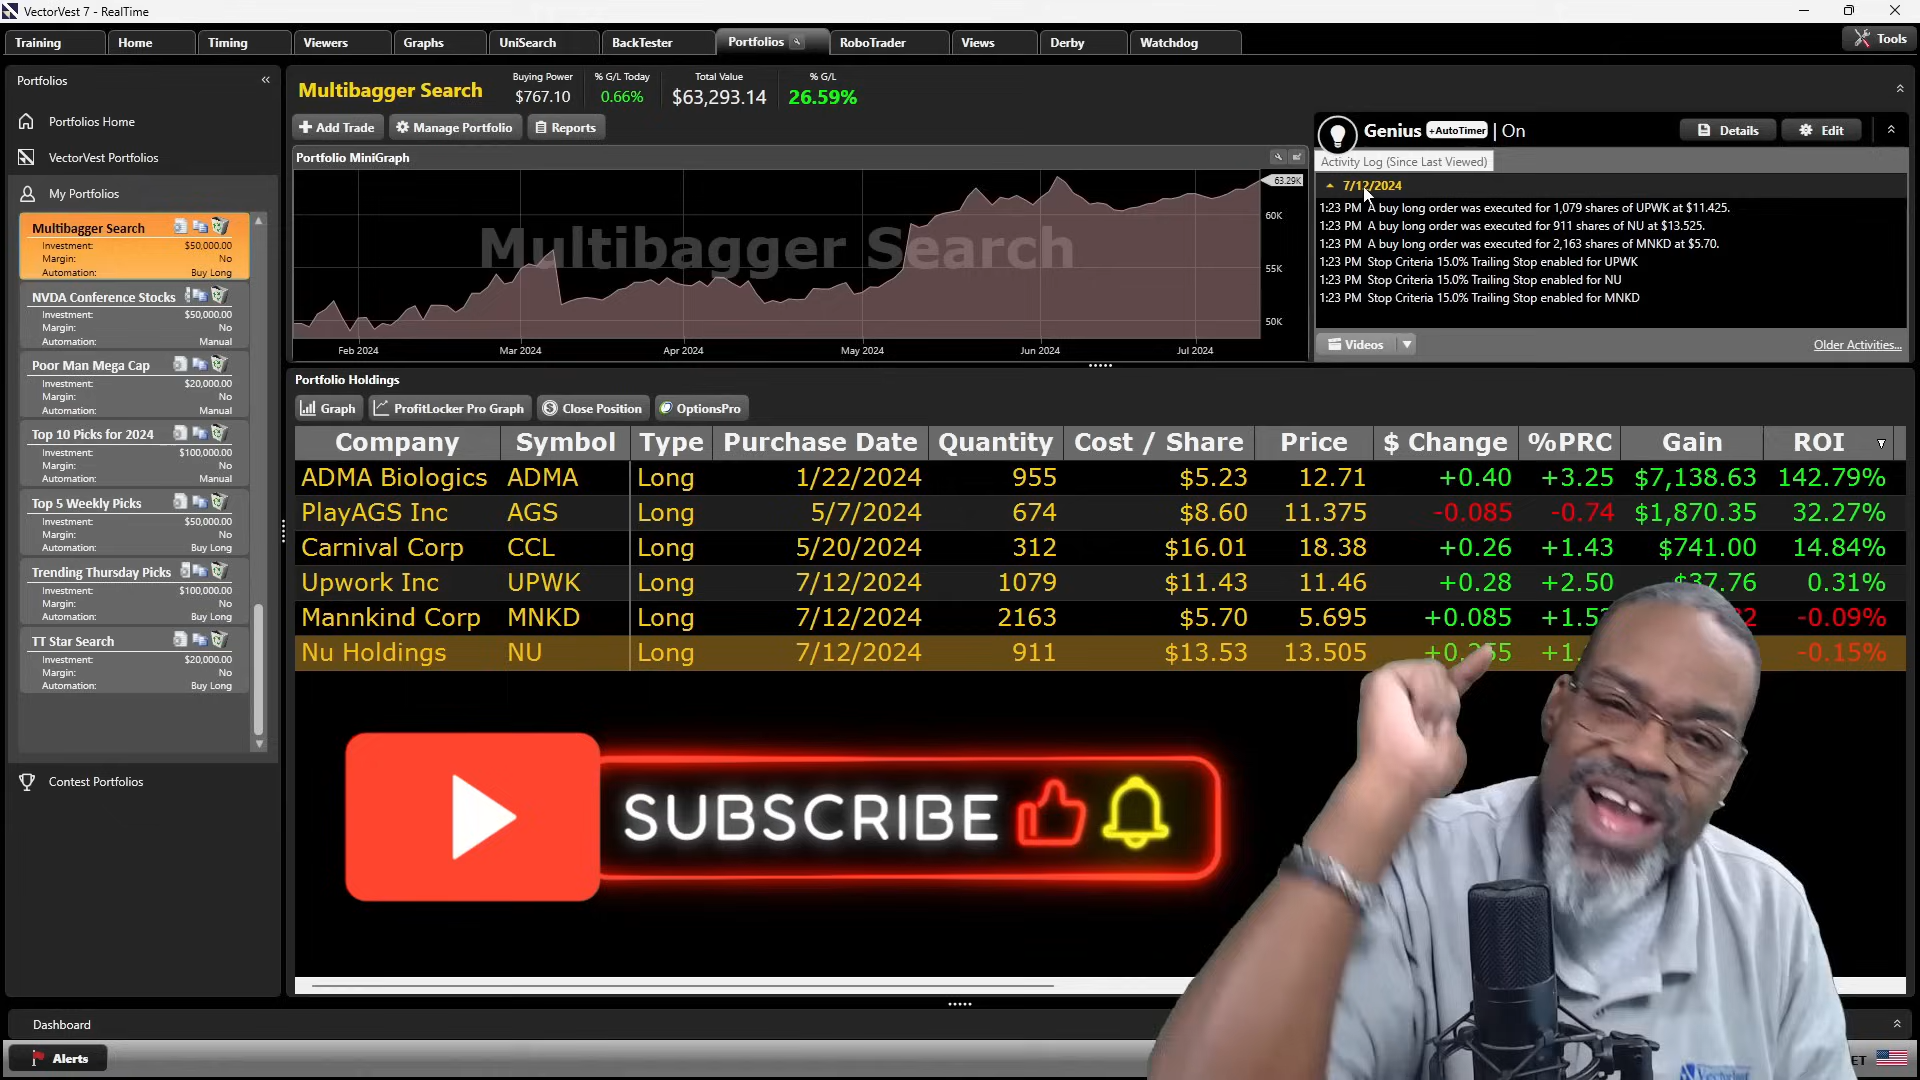 VectorVest 7 - RealTime
Training Home Timing Viewers Graphs UniSearch BackTester Portfolios RoboTrader Views Derby Watchdog Tools
Portfolios
Portfolios Home
VectorVest Portfolios
My Portfolios
Multibagger Search
Investment: $50,000.00
Margin: No
Automation: Buy Long
NVDA Conference Stocks
Investment: $50,000.00
Margin: No
Automation: Manual
Poor Man Mega Cap
Investment: $20,000.00
Margin: No
Automation: Manual
Top 10 Picks for 2024
Investment: $100,000.00
Margin: No
Automation: Manual
Top 5 Weekly Picks
Investment: $50,000.00
Margin: No
Automation: Buy Long
Trending Thursday Picks
Investment: $100,000.00
Margin: No
Automation: Buy Long
TT Star Search
Investment: $20,000.00
Margin: No
Automation: Buy Long
Contest Portfolios
Multibagger Search
Buying Power % G/L Today Total Value % G/L
$767.10 0.66% $63,293.14 26.59%
Add Trade Manage Portfolio Reports
Portfolio MiniGraph
Multibagger Search
63.29K
60K
55K
50K
Feb 2024 Mar 2024 Apr 2024 May 2024 Jun 2024 Jul 2024
Genius +AutoTimer | On Details Edit
Activity Log (Since Last Viewed)
7/12/2024
1:23 PM A buy long order was executed for 1,079 shares of UPWK at $11.425.
1:23 PM A buy long order was executed for 911 shares of NU at $13.525.
1:23 PM A buy long order was executed for 2,163 shares of MNKD at $5.70.
1:23 PM Stop Criteria 15.0% Trailing Stop enabled for UPWK
1:23 PM Stop Criteria 15.0% Trailing Stop enabled for NU
1:23 PM Stop Criteria 15.0% Trailing Stop enabled for MNKD
Videos Older Activities...
Portfolio Holdings
Graph ProfitLocker Pro Graph Close Position OptionsPro
Company Symbol Type Purchase Date Quantity Cost / Share Price $ Change %PRC Gain ROI
ADMA Biologics ADMA Long 1/22/2024 955 $5.23 12.71 +0.40 +3.25 $7,138.63 142.79%
PlayAGS Inc AGS Long 5/7/2024 674 $8.60 11.375 -0.085 -0.74 $1,870.35 32.27%
Carnival Corp CCL Long 5/20/2024 312 $16.01 18.38 +0.26 +1.43 $741.00 14.84%
Upwork Inc UPWK Long 7/12/2024 1079 $11.43 11.46 +0.28 +2.50 $37.76 0.31%
Mannkind Corp MNKD Long 7/12/2024 2163 $5.70 5.695 +0.085 -0.09%
Nu Holdings NU Long 7/12/2024 911 $13.53 13.505 -0.15%
SUBSCRIBE
Dashboard
Alerts
ET
VectorVest